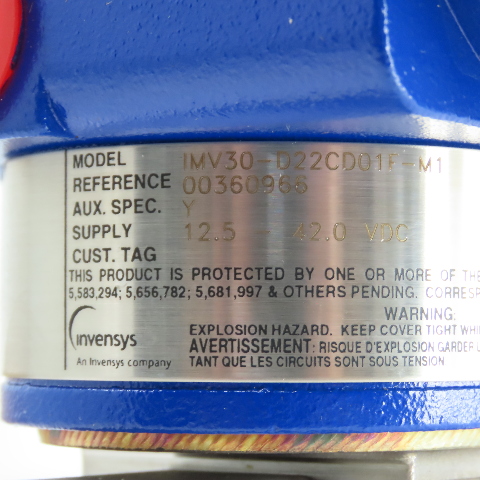 MODEL IMV30-D22CD01F-M1
REFERENCE 00360966
AUX. SPEC. Y
SUPPLY 12.5 - 42.0 VDC
CUST. TAG
THIS PRODUCT IS PROTECTED BY ONE OR MORE OF THE
5,583,294; 5,656,782; 5,681,997 & OTHERS PENDING. CORRESP
WARNING:
EXPLOSION HAZARD. KEEP COVER TIGHT WHI
AVERTISSEMENT: RISQUE D'EXPLOSION GARDER
TANT QUE LES CIRCUITS SONT SOUS TENSION
invensys
An Invensys company